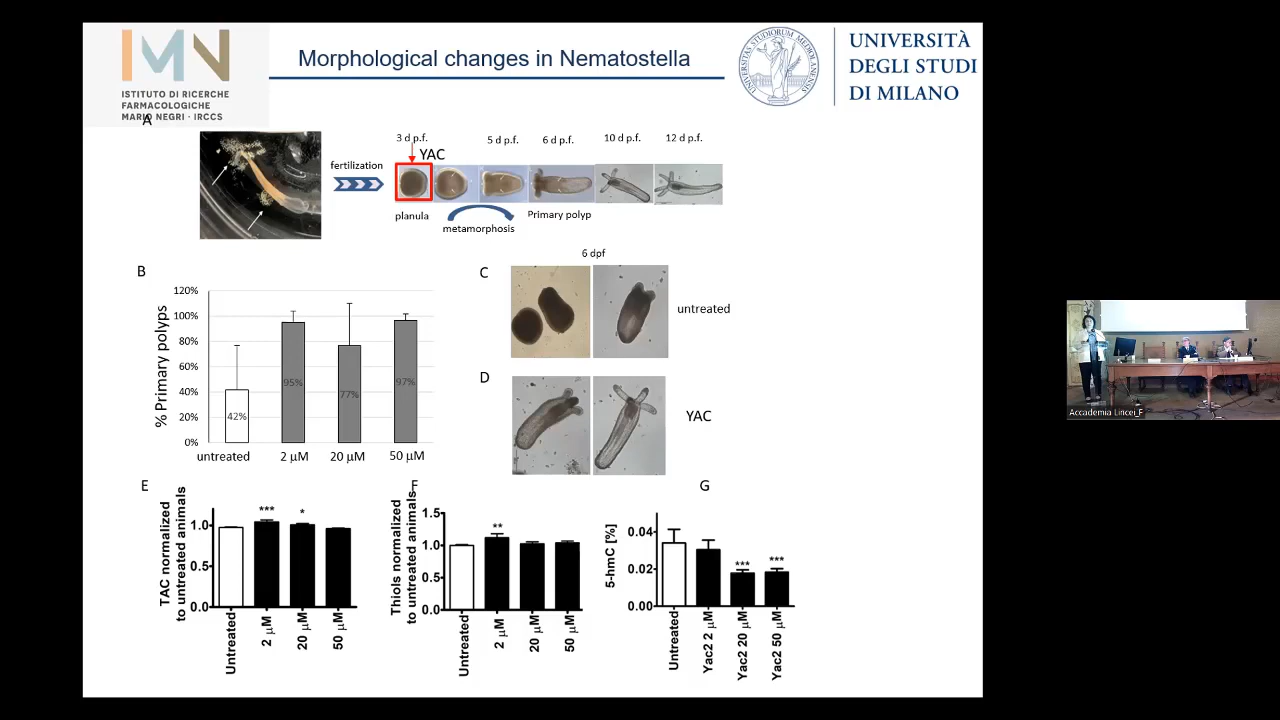 ISTITUTO DI RICERCHE
FARMACOLOGICHE
MARIO NEGRI · IRCCS
Morphological changes in Nematostella
UNIVERSITÀ
DEGLI STUDI
DI MILANO
UNIVERSITAS STUDIORUM MEDIOLANENSIS
A
3 d p.f.
5 d p.f.
6 d p.f.
10 d p.f.
12 d p.f.
YAC
fertilization
planula
metamorphosis
Primary polyp
B
% Primary polyps
120%
100%
80%
60%
40%
20%
0%
42%
95%
77%
97%
untreated
2 µM
20 µM
50 µM
6 dpf
C
untreated
D
YAC
E
TAC normalized
to untreated animals
1.0
0.5
0.0
***
*
Untreated
2 µM
20 µM
50 µM
F
Thiols normalized
to untreated animals
1.5
1.0
0.5
0.0
**
Untreated
2 µM
20 µM
50 µM
G
5-hmC [%]
0.04
0.02
0.00
***
***
Untreated
Yac2 2 µM
Yac2 20 µM
Yac2 50 µM
Accademia Lincei_F